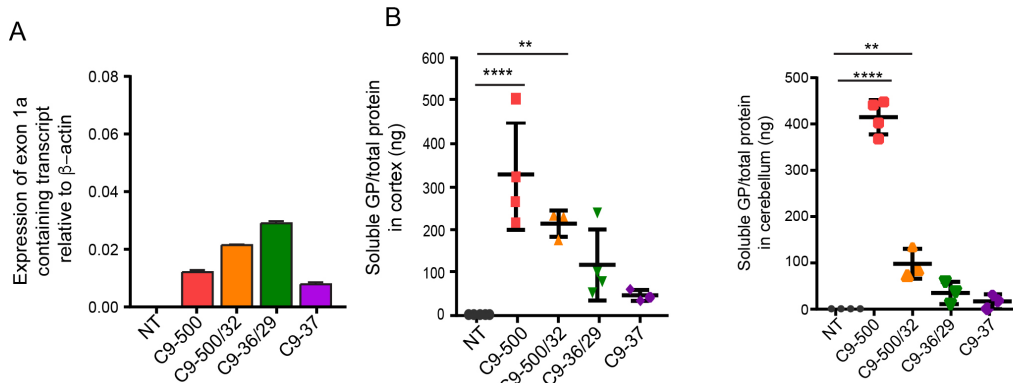 A
Expression of exon 1a
containing transcript
relative to β−actin
0.08
0.06
0.04
0.02
0.00
NT
C9-500
C9-500/32
C9-36/29
C9-37
B
Soluble GP/total protein
in cortex (ng)
600
500
400
300
200
100
0
**
****
NT
C9-500
C9-500/32
C9-36/29
C9-37
Soluble GP/total protein
in cerebellum (ng)
500
400
300
200
100
0
**
****
NT
C9-500
C9-500/32
C9-36/29
C9-37